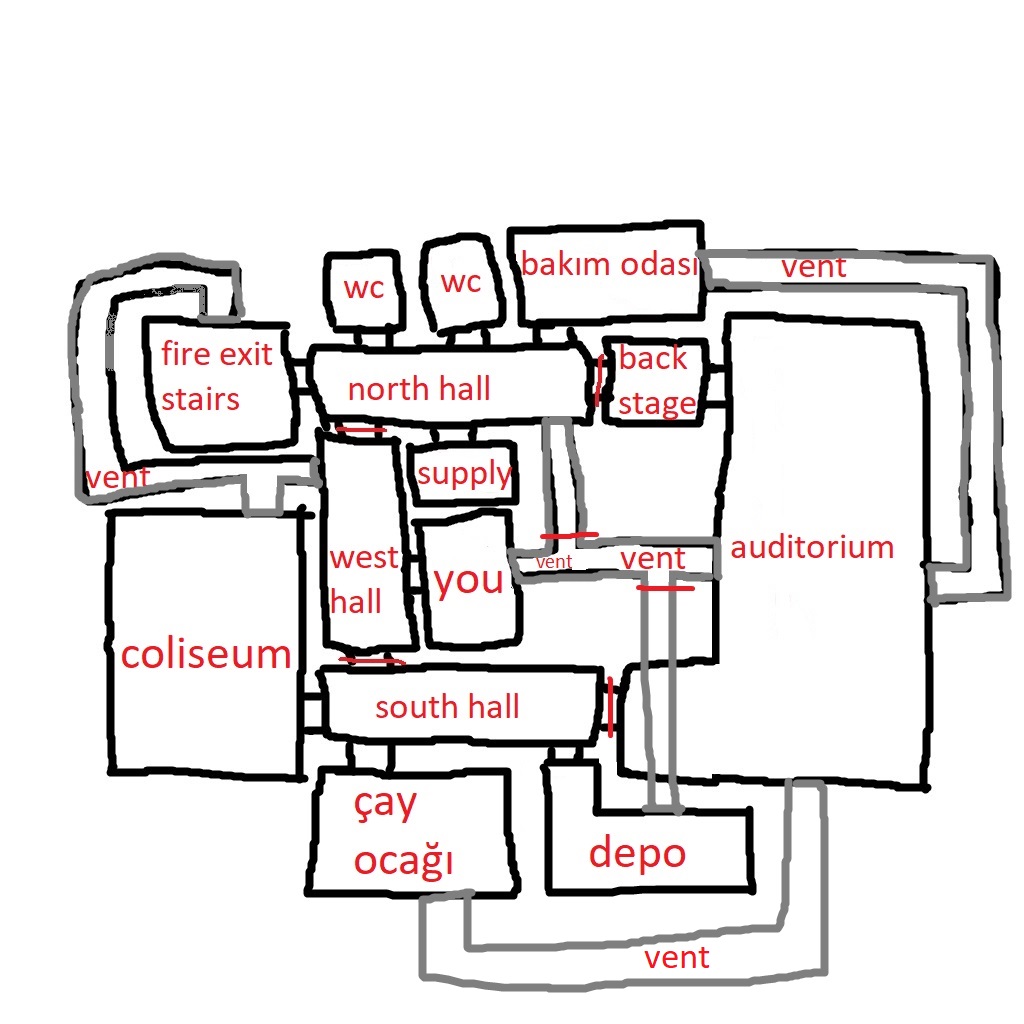 bakım odası
vent
wc
wc
fire exit
stairs
north hall
back
stage
vent
supply
west
hall
you
vent
vent
auditorium
coliseum
south hall
çay
ocağı
depo
vent